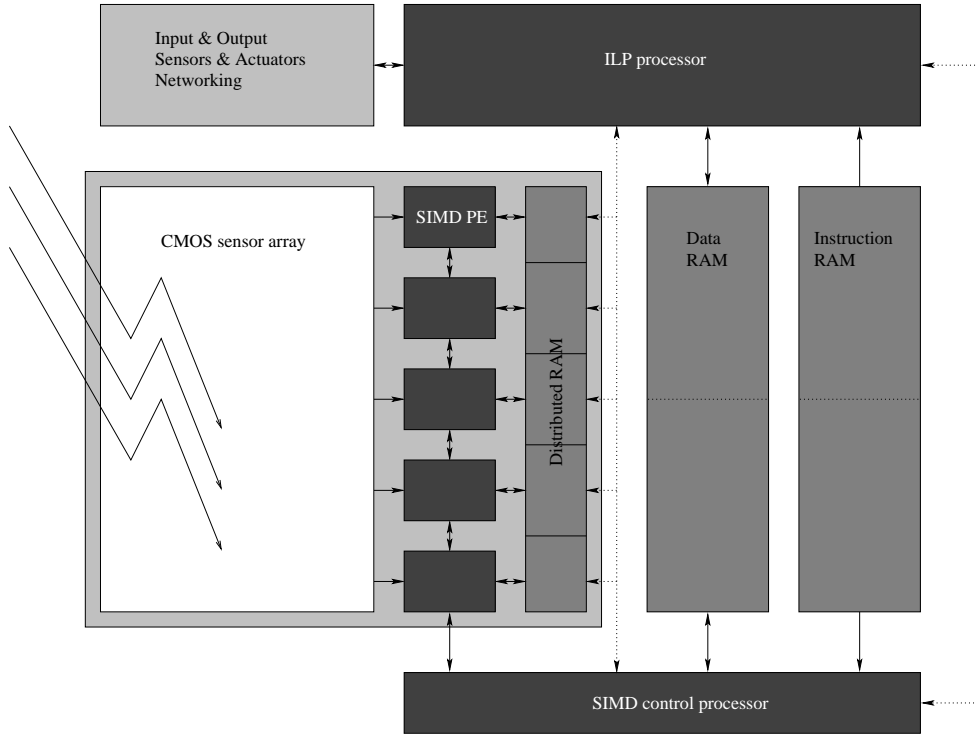 Input & Output
Sensors & Actuators
Networking
ILP processor
CMOS sensor array
SIMD PE
Distributed RAM
Data
RAM
Instruction
RAM
SIMD control processor